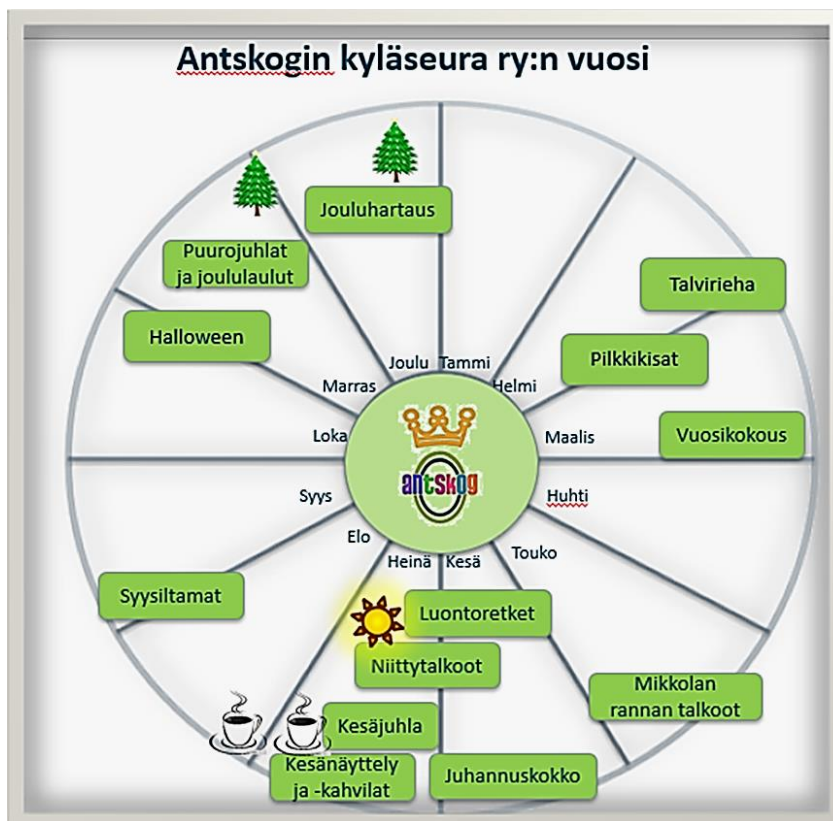 Antskogin kyläseura ry:n vuosi
Jouluhartaus
Puurojuhlat
ja joululaulut
Talvirieha
Halloween
Pilkkikisat
Joulu
Tammi
Marras
Helmi
Loka
Maalis
Vuosikokous
antskog
Syys
Huhti
Elo
Touko
Heinä
Kesä
Syysiltamat
Luontoretket
Niittytalkoot
Mikkolan
rannan talkoot
Kesäjuhla
Kesänäyttely
ja -kahvilat
Juhannuskokko